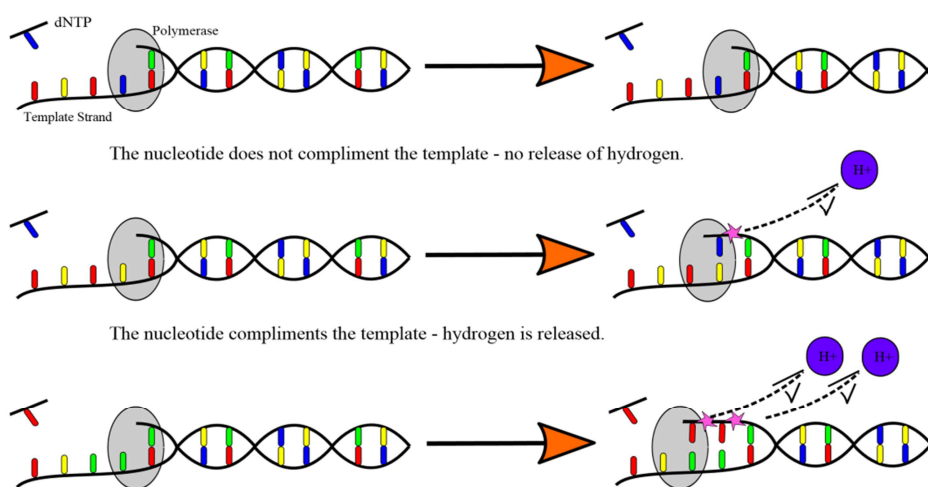 dNTP
Polymerase
Template Strand
The nucleotide does not compliment the template - no release of hydrogen.
H+
The nucleotide compliments the template - hydrogen is released.
H+ H+